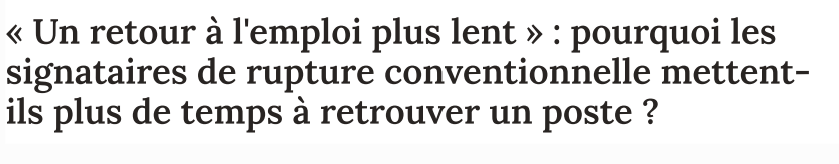 « Un retour à l'emploi plus lent » : pourquoi les
signataires de rupture conventionnelle mettent-
ils plus de temps à retrouver un poste ?